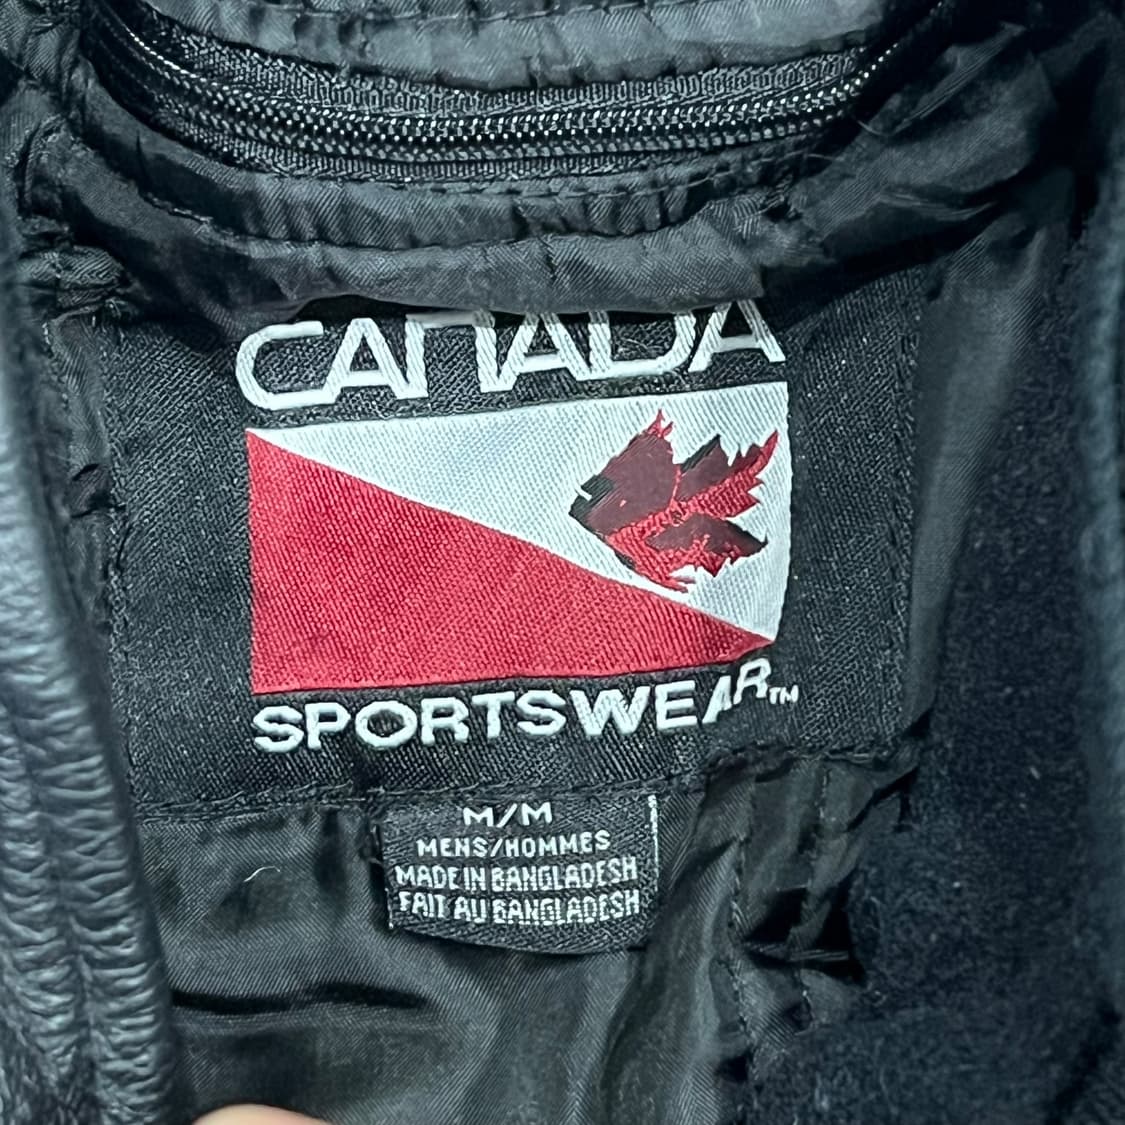 CANADA
SPORTSWEAR™
M/M
MENS/HOMMES
MADE IN BANGLADESH
FAIT AU BANGLADESH